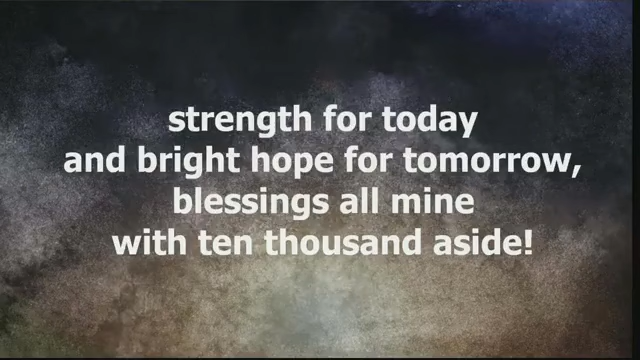 strength for today
and bright hope for tomorrow,
blessings all mine
with ten thousand aside!